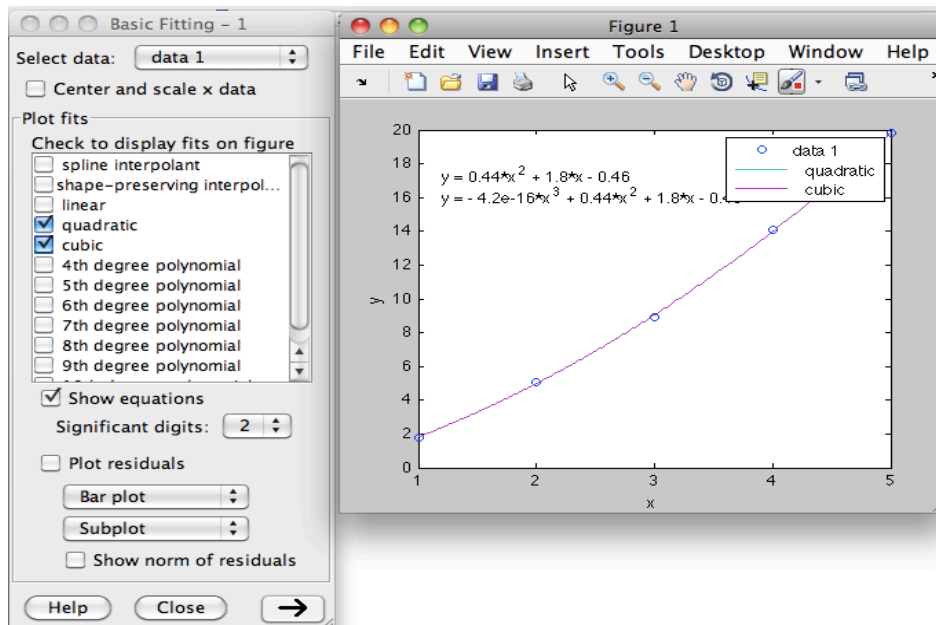 Basic Fitting - 1
Select data: data 1
Center and scale x data
Plot fits
Check to display fits on figure
spline interpolant
shape-preserving interpol...
linear
quadratic
cubic
4th degree polynomial
5th degree polynomial
6th degree polynomial
7th degree polynomial
8th degree polynomial
9th degree polynomial
Show equations
Significant digits: 2
Plot residuals
Bar plot
Subplot
Show norm of residuals
Help Close
Figure 1
File Edit View Insert Tools Desktop Window Help
20
18
16
14
12
10
8
6
4
2
0
y
y = 0.44*x² + 1.8*x - 0.46
y = - 4.2e-16*x³ + 0.44*x² + 1.8*x -
data 1
quadratic
cubic
1 2 3 4 5
x